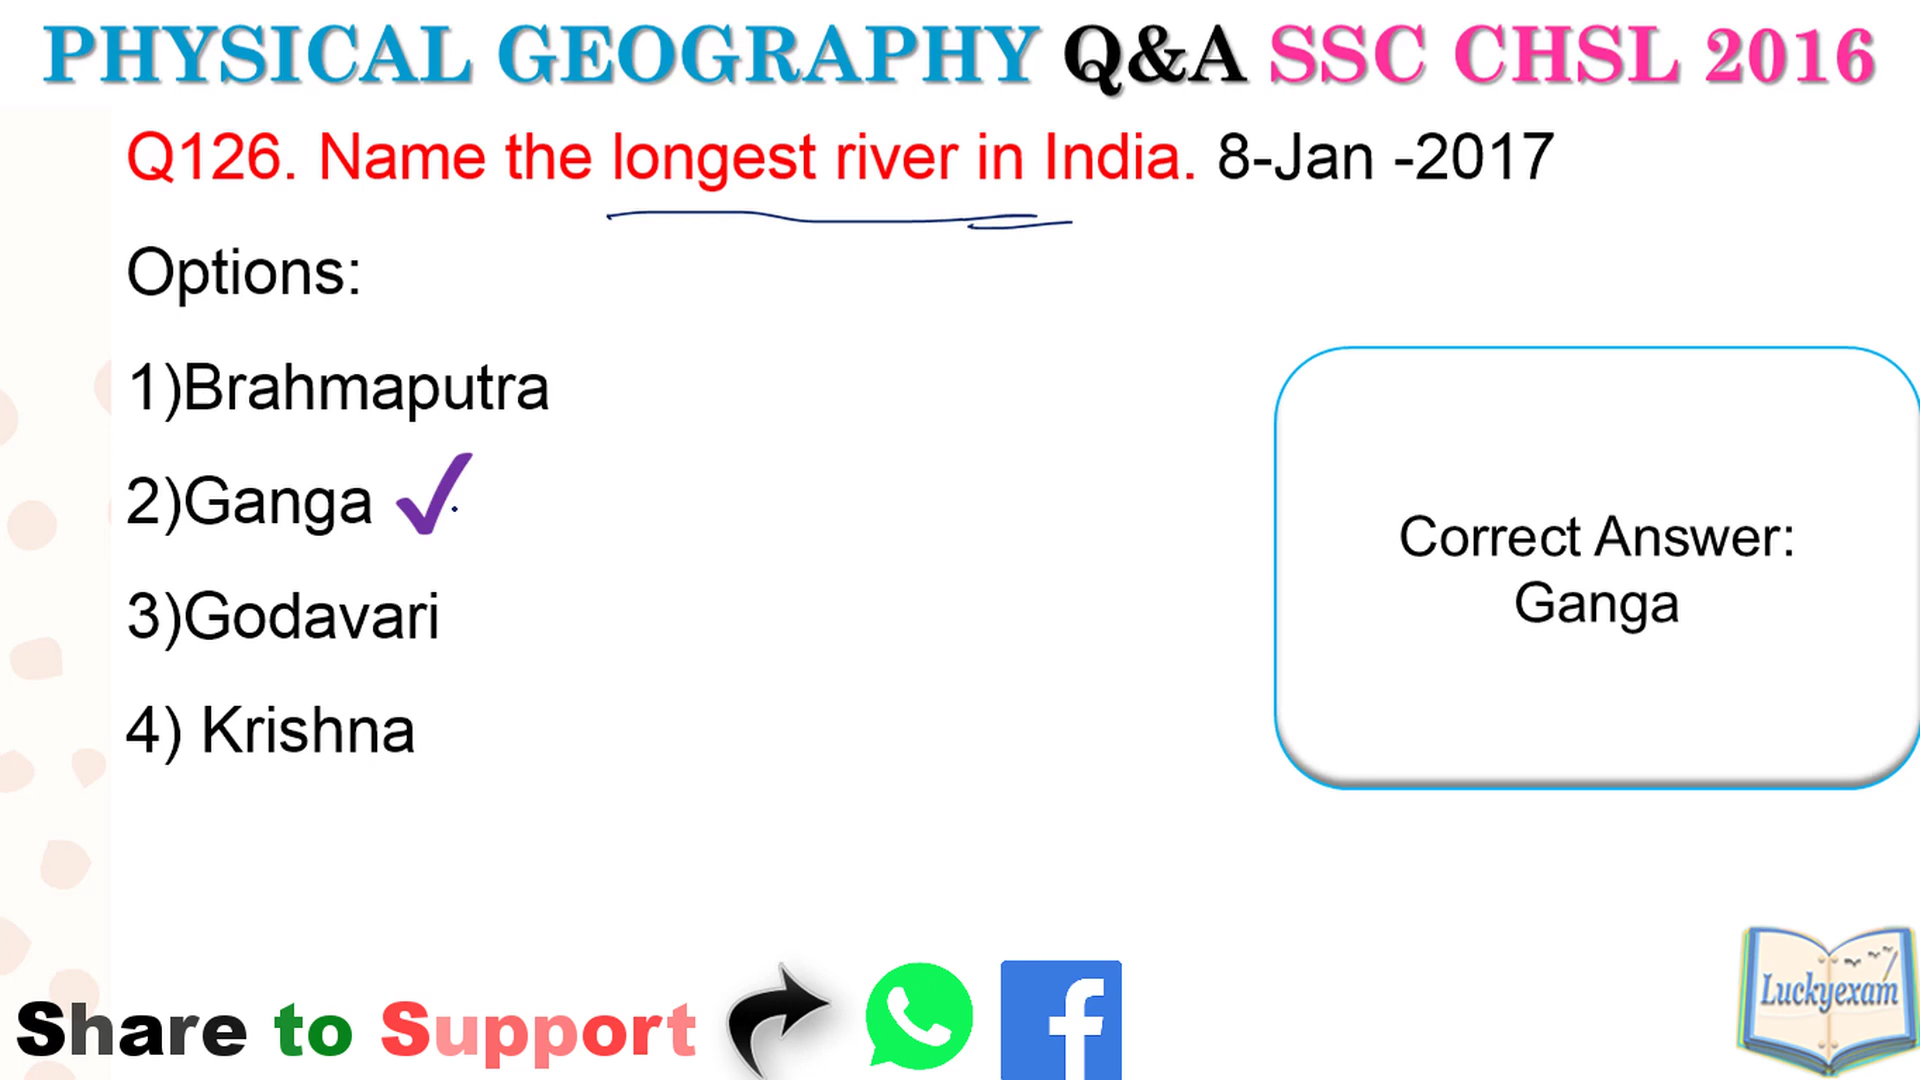 PHYSICAL GEOGRAPHY Q&A SSC CHSL 2016
Q126. Name the longest river in India. 8-Jan -2017
Options:
1)Brahmaputra
2)Ganga
3)Godavari
4) Krishna
Correct Answer:
Ganga
Share to Support
Luckyexam